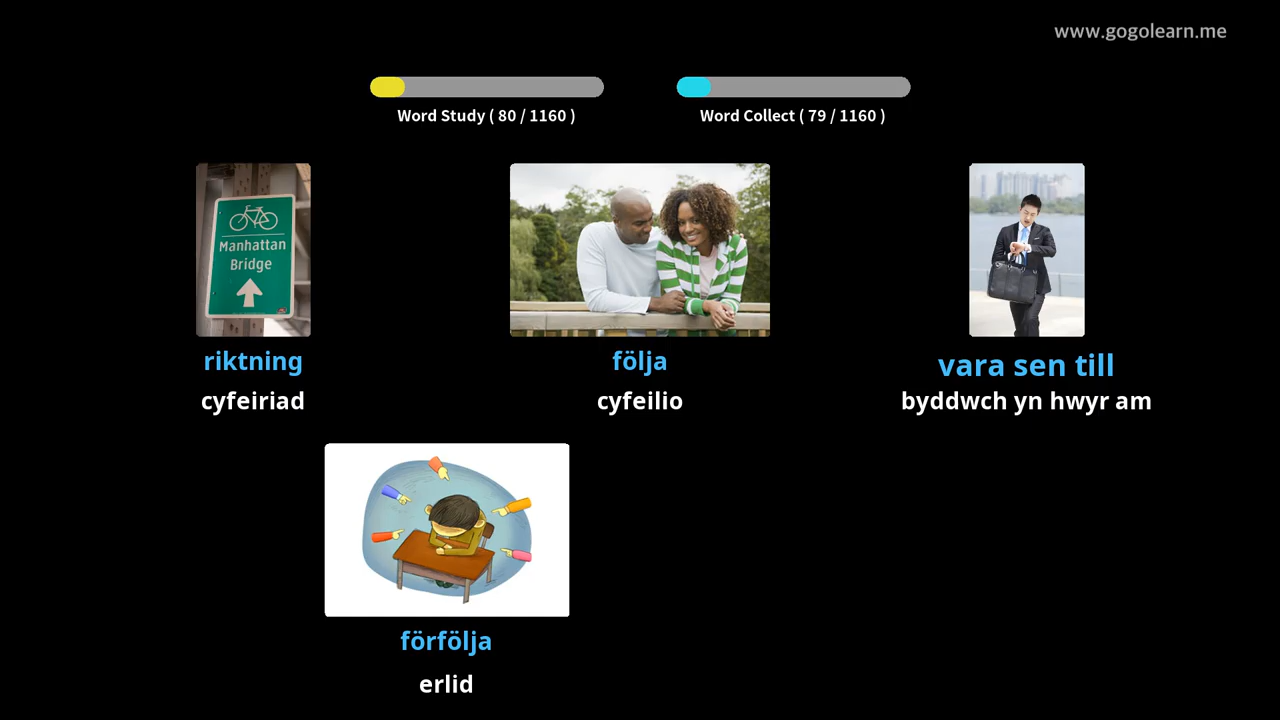 www.gogolearn.me
Word Study ( 80 / 1160 )
Word Collect ( 79 / 1160 )
Manhattan
Bridge
riktning
cyfeiriad
följa
cyfeilio
vara sen till
byddwch yn hwyr am
förfölja
erlid